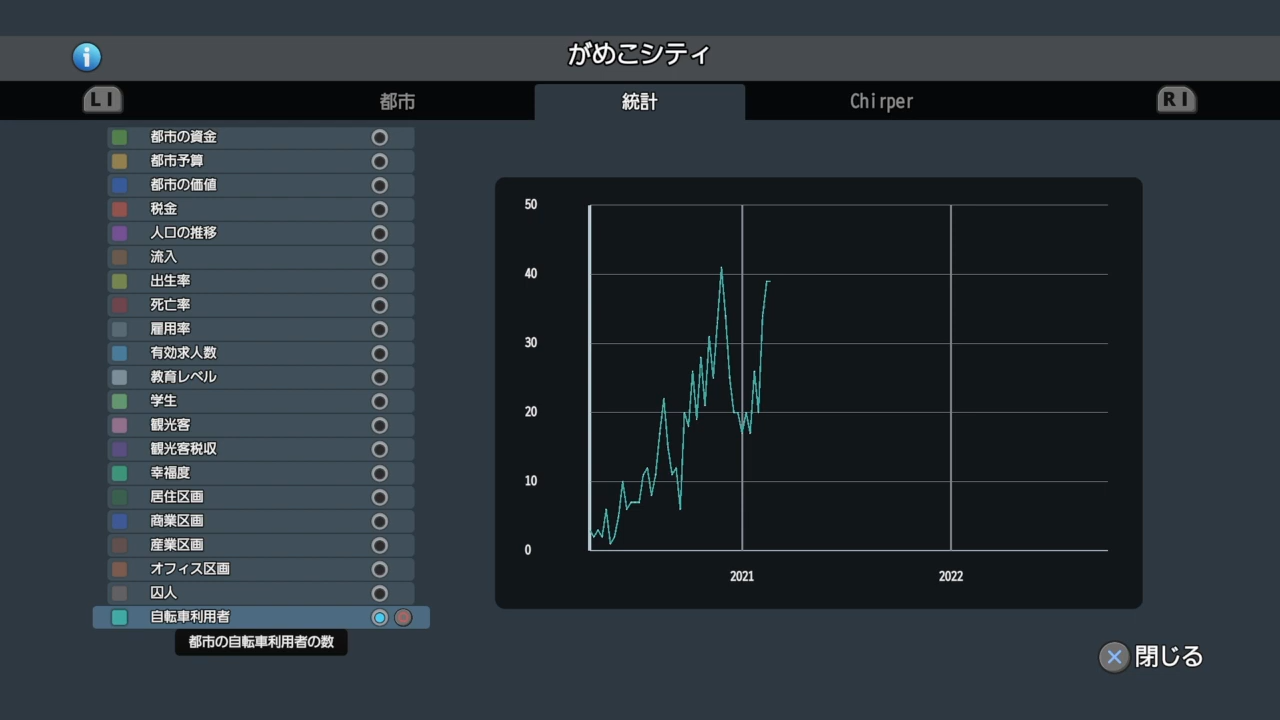 がめこシティ
L1 都市 統計 Chirper R1
都市の資金
都市予算
都市の価値
税金
人口の推移
流入
出生率
死亡率
雇用率
有効求人数
教育レベル
学生
観光客
観光客税収
幸福度
居住区画
商業区画
産業区画
オフィス区画
囚人
自転車利用者
都市の自転車利用者の数
50
40
30
20
10
0
2021 2022
閉じる